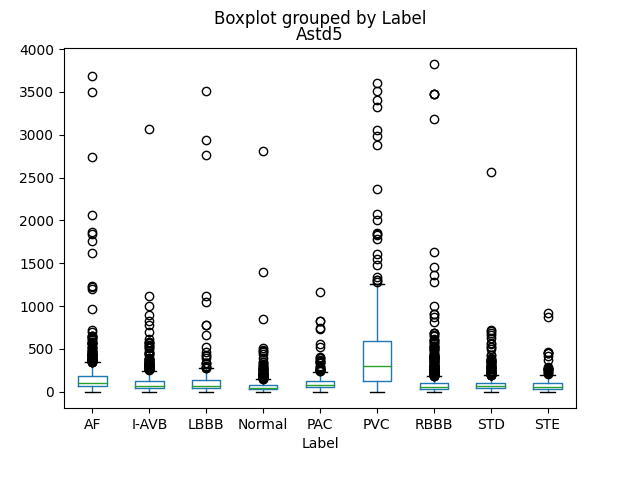 Boxplot grouped by Label
Astd5
4000
3500
3000
2500
2000
1500
1000
500
0
AF I-AVB LBBB Normal PAC PVC RBBB STD STE
Label